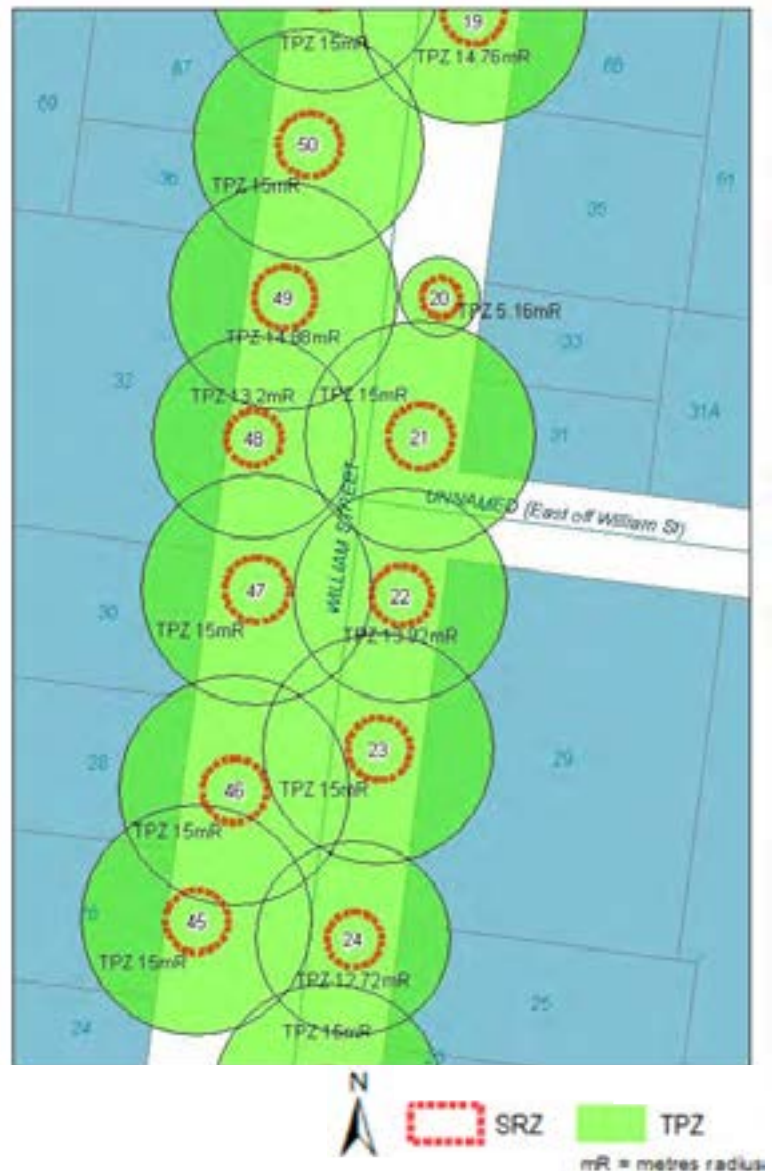 19
TPZ 15mR
TPZ 14.76mR
67
6B
69
50
36
TPZ 15mR
35
91
49
20
TPZ 5.16mR
TPZ 14.88mR
33
32
TPZ 13.2mR
TPZ 15mR
31A
48
21
31
WILLIAM STREET
UNNAMED (East off William St)
47
22
30
TPZ 15mR
TPZ 13.92mR
23
28
29
46
TPZ 15mR
TPZ 15mR
26
45
24
TPZ 15mR
TPZ 12.72mR
24
25
TPZ 15mR
N
SRZ
TPZ
mR = metres radius